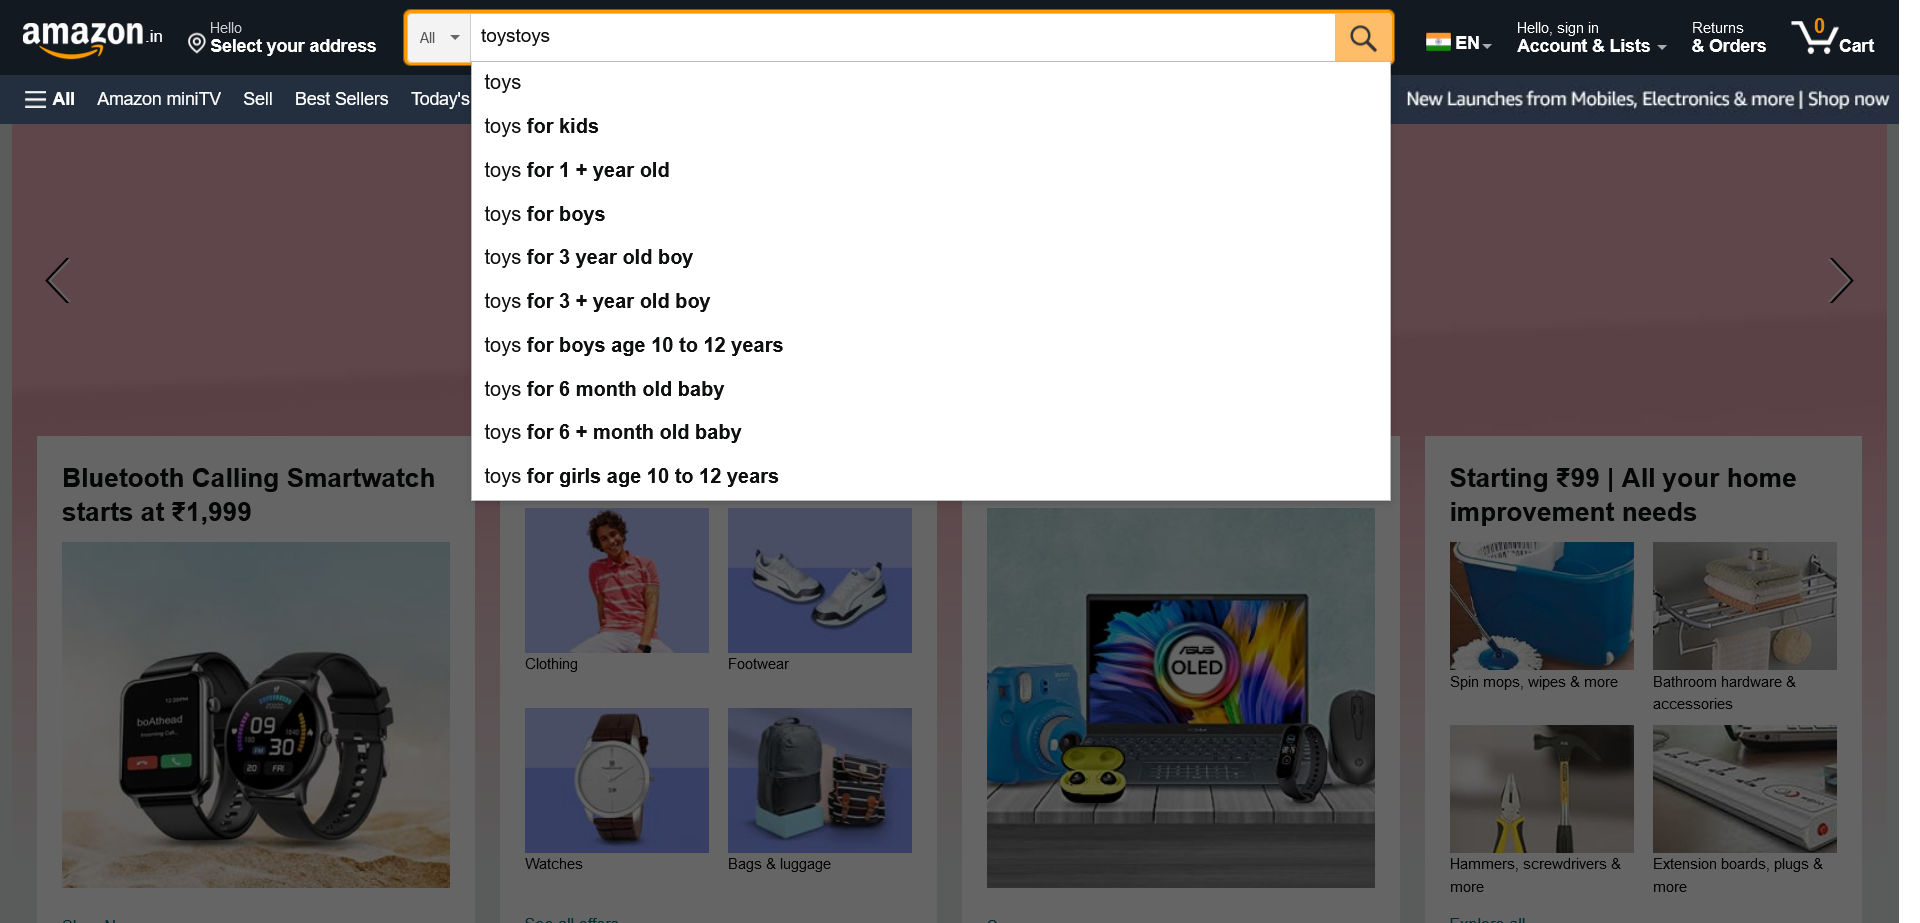 amazon.in
Hello
Select your address
All
toystoys
EN
Hello, sign in
Account & Lists
Returns
& Orders
0
Cart
All
Amazon miniTV
Sell
Best Sellers
Today's
New Launches from Mobiles, Electronics & more | Shop now
toys
toys for kids
toys for 1 + year old
toys for boys
toys for 3 year old boy
toys for 3 + year old boy
toys for boys age 10 to 12 years
toys for 6 month old baby
toys for 6 + month old baby
toys for girls age 10 to 12 years
Bluetooth Calling Smartwatch
starts at ₹1,999
boAthead
09
30
20 FRI
Clothing
Footwear
Watches
Bags & luggage
See all offers
ASUS
OLED
Starting ₹99 | All your home
improvement needs
Spin mops, wipes & more
Bathroom hardware &
accessories
Hammers, screwdrivers &
more
Extension boards, plugs &
more
Explore all